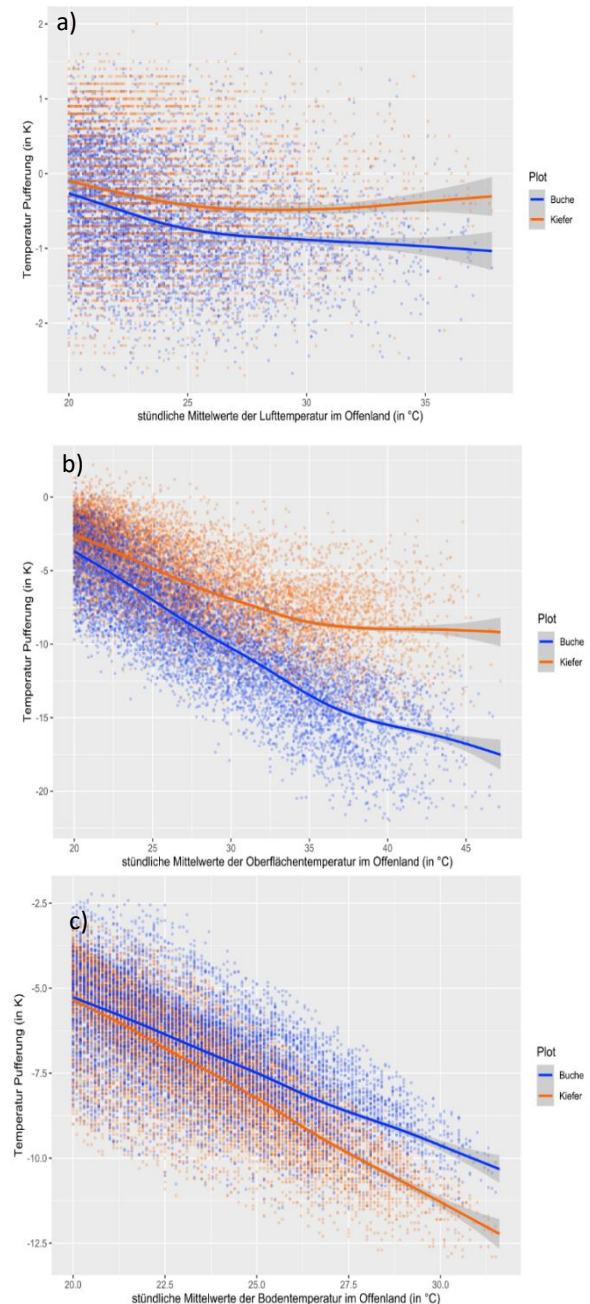 a)
2
1
0
-1
-2
Temperatur Pufferung (in K)
20
25
30
35
stündliche Mittelwerte der Lufttemperatur im Offenland (in °C)
Plot
Buche
Kiefer
b)
0
-5
-10
-15
-20
Temperatur Pufferung (in K)
20
25
30
35
40
45
stündliche Mittelwerte der Oberflächentemperatur im Offenland (in °C)
Plot
Buche
Kiefer
c)
-2.5
-5.0
-7.5
-10.0
-12.5
Temperatur Pufferung (in K)
20.0
22.5
25.0
27.5
30.0
stündliche Mittelwerte der Bodentemperatur im Offenland (in °C)
Plot
Buche
Kiefer